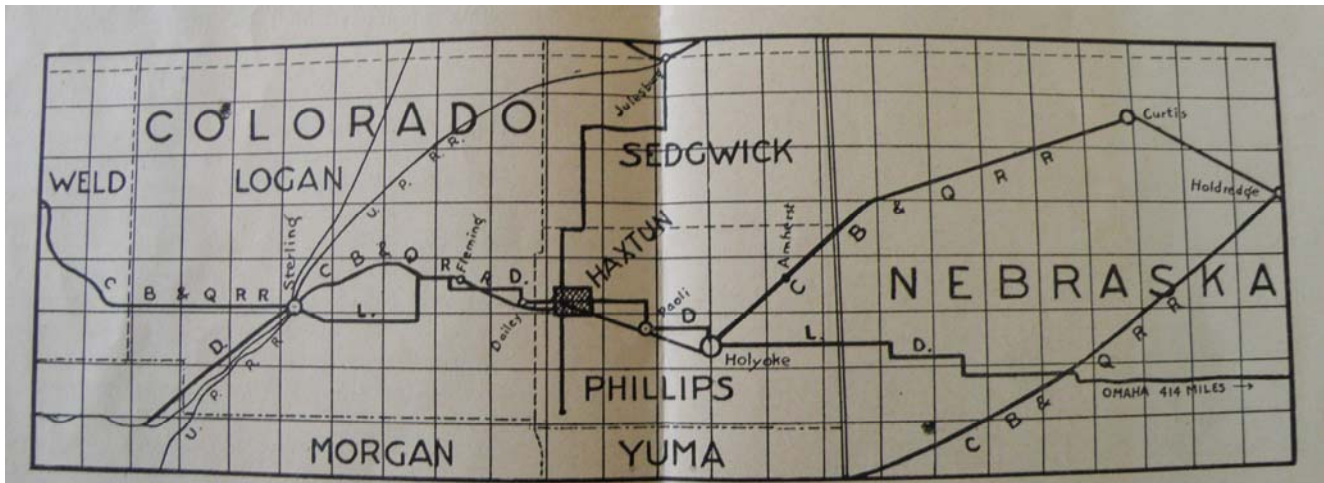 COLORADO
WELD
LOGAN
SEDGWICK
Julesburg
U. P. R. R.
Curtis
Holdredge
& Q R R
Sterling
C B & Q R R D.
Fleming
HAXTUN
Amherst
C B
NEBRASKA
C B & Q R R
L.
Dailey
Paoli
D
Holyoke
L. D.
D.
U. P. R. R
PHILLIPS
OMAHA 414 MILES →
C B & Q R R
MORGAN
YUMA